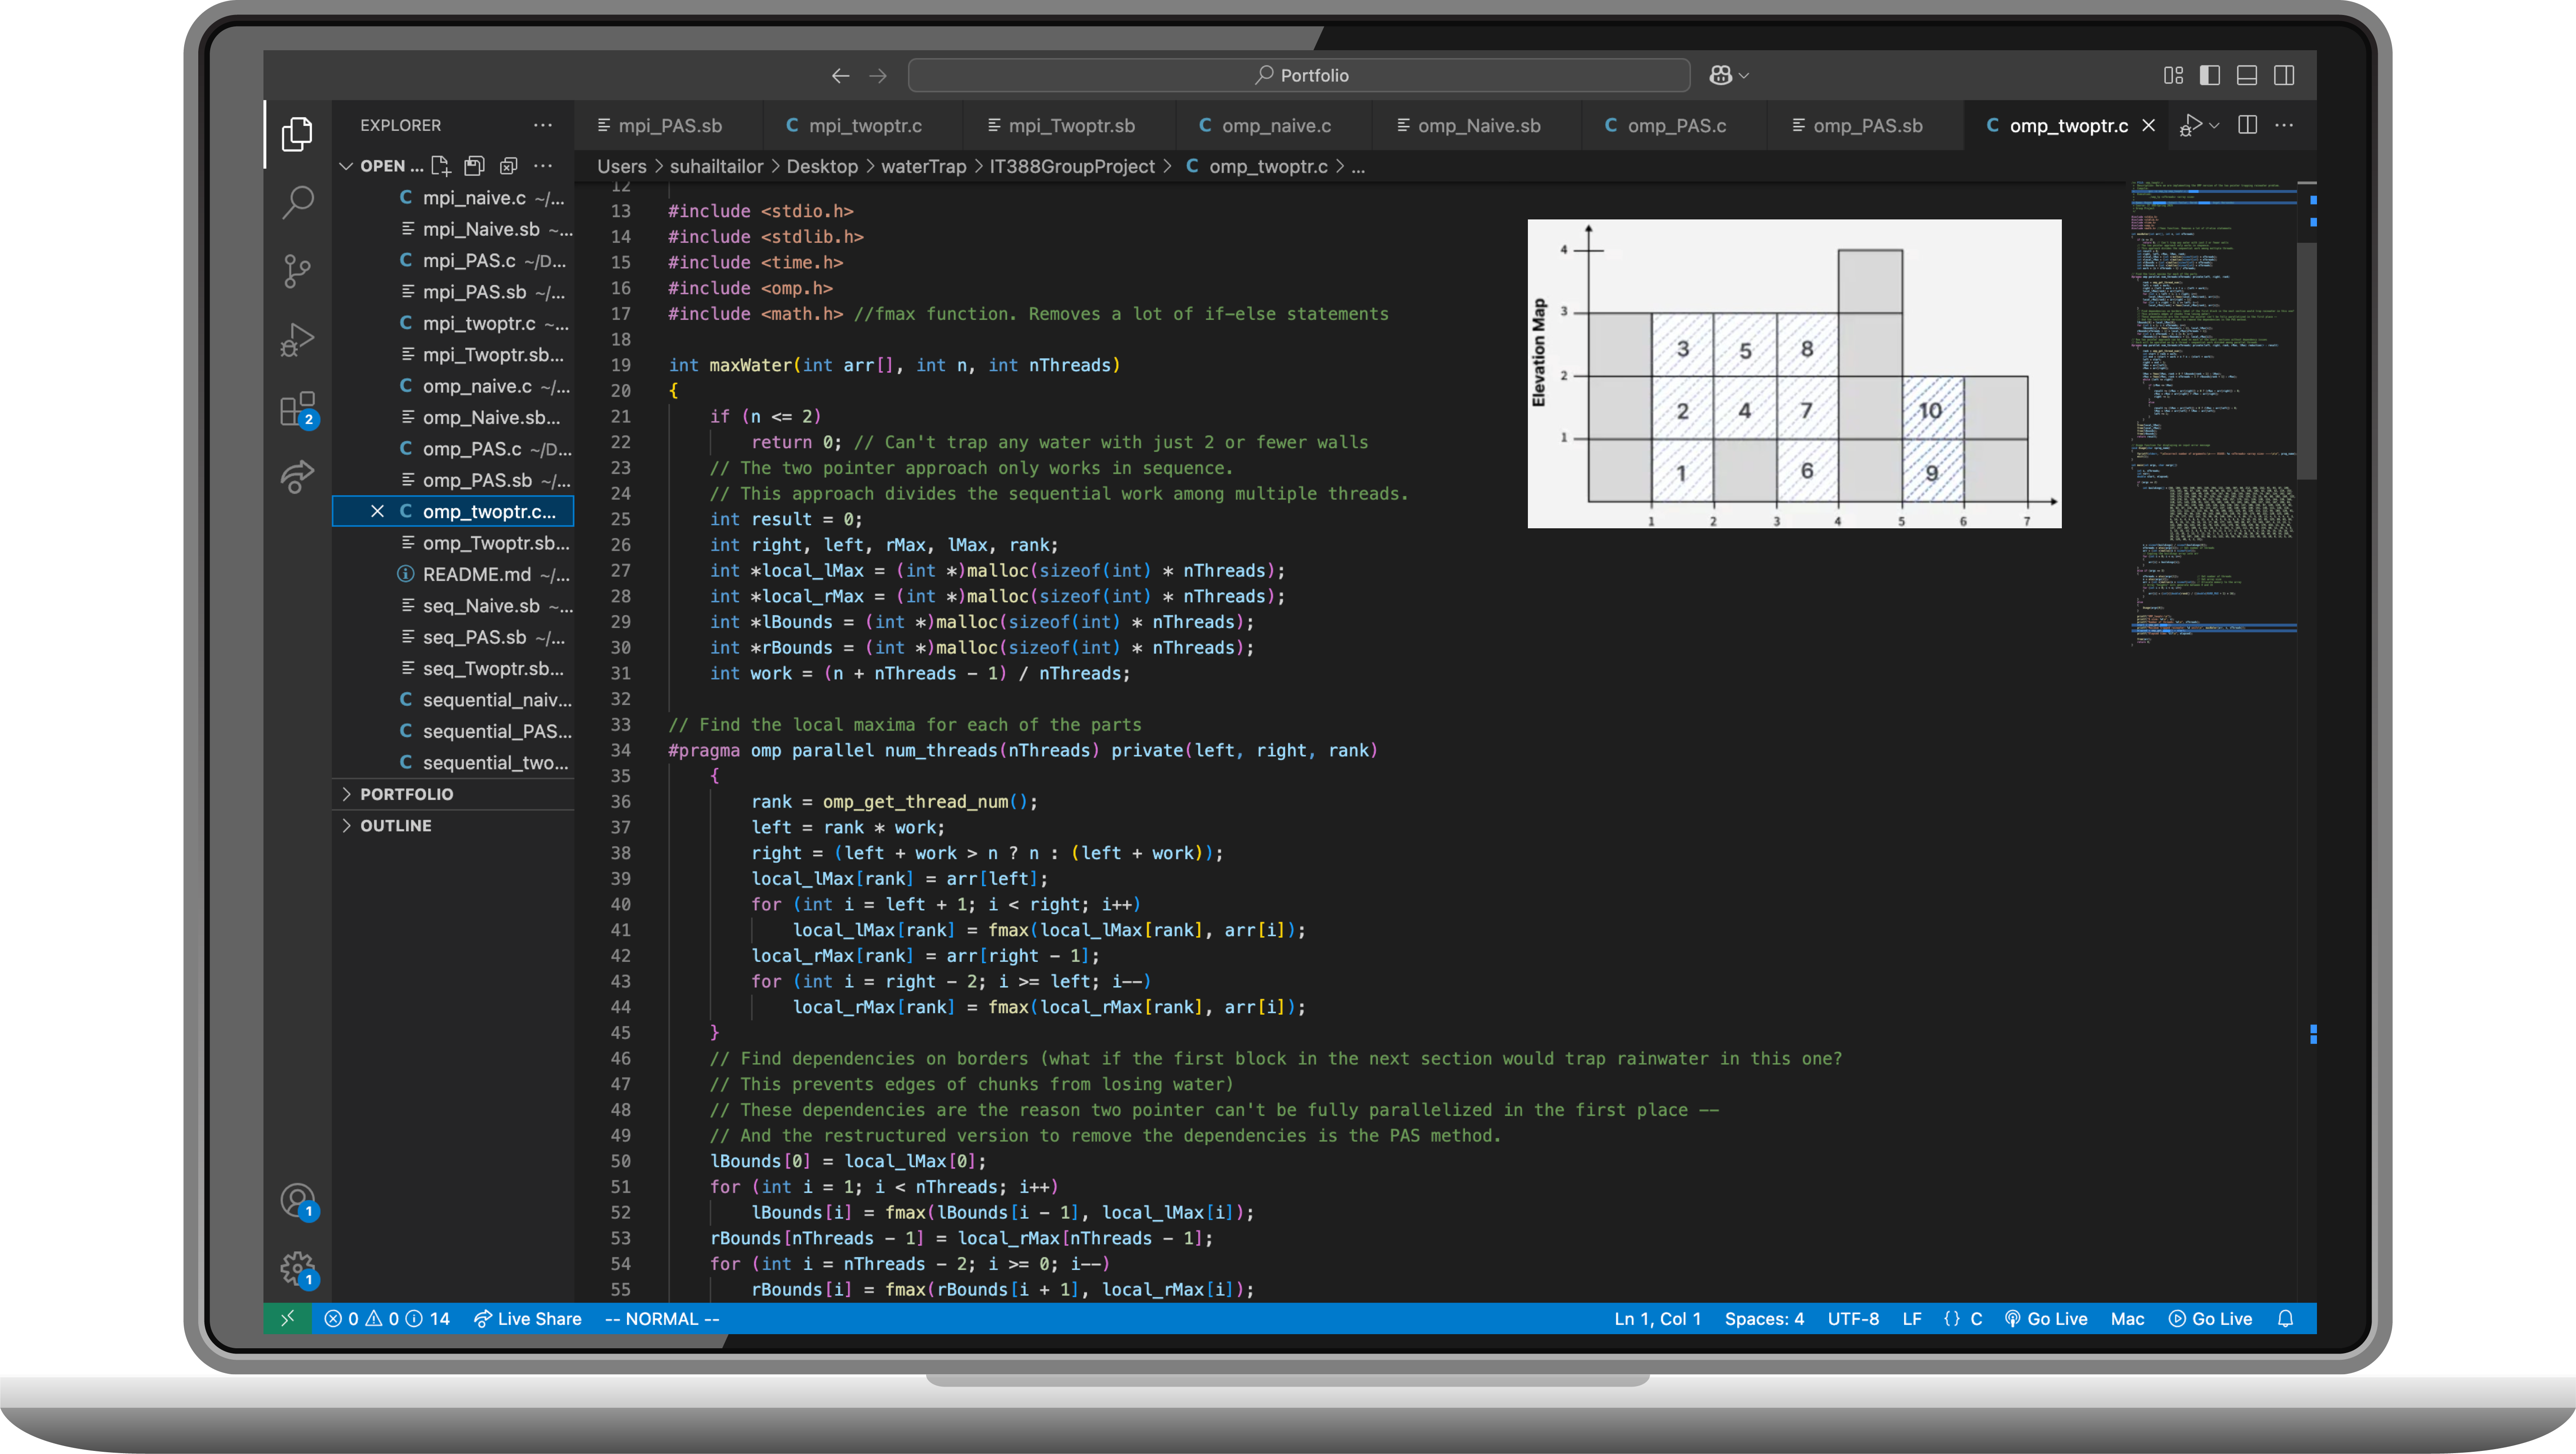 Portfolio
EXPLORER
OPEN ...
mpi_naive.c ~/...
mpi_Naive.sb ~...
mpi_PAS.c ~/D...
mpi_PAS.sb ~/...
mpi_twoptr.c ~...
mpi_Twoptr.sb...
omp_naive.c ~/...
omp_Naive.sb...
omp_PAS.c ~/D...
omp_PAS.sb ~/...
omp_twoptr.c...
omp_Twoptr.sb...
README.md ~/...
seq_Naive.sb ~...
seq_PAS.sb ~/...
seq_Twoptr.sb...
sequential_naiv...
sequential_PAS...
sequential_two...
PORTFOLIO
OUTLINE
2
1
1
mpi_PAS.sb C mpi_twoptr.c mpi_Twoptr.sb C omp_naive.c omp_Naive.sb C omp_PAS.c omp_PAS.sb C omp_twoptr.c
Users > suhailtailor > Desktop > waterTrap > IT388GroupProject > C omp_twoptr.c > ...
12
13 #include <stdio.h>
14 #include <stdlib.h>
15 #include <time.h>
16 #include <omp.h>
17 #include <math.h> //fmax function. Removes a lot of if-else statements
18
19 int maxWater(int arr[], int n, int nThreads)
20 {
21 if (n <= 2)
22 return 0; // Can't trap any water with just 2 or fewer walls
23 // The two pointer approach only works in sequence.
24 // This approach divides the sequential work among multiple threads.
25 int result = 0;
26 int right, left, rMax, lMax, rank;
27 int *local_lMax = (int *)malloc(sizeof(int) * nThreads);
28 int *local_rMax = (int *)malloc(sizeof(int) * nThreads);
29 int *lBounds = (int *)malloc(sizeof(int) * nThreads);
30 int *rBounds = (int *)malloc(sizeof(int) * nThreads);
31 int work = (n + nThreads - 1) / nThreads;
32
33 // Find the local maxima for each of the parts
34 #pragma omp parallel num_threads(nThreads) private(left, right, rank)
35 {
36 rank = omp_get_thread_num();
37 left = rank * work;
38 right = (left + work > n ? n : (left + work));
39 local_lMax[rank] = arr[left];
40 for (int i = left + 1; i < right; i++)
41 local_lMax[rank] = fmax(local_lMax[rank], arr[i]);
42 local_rMax[rank] = arr[right - 1];
43 for (int i = right - 2; i >= left; i--)
44 local_rMax[rank] = fmax(local_rMax[rank], arr[i]);
45 }
46 // Find dependencies on borders (what if the first block in the next section would trap rainwater in this one?
47 // This prevents edges of chunks from losing water)
48 // These dependencies are the reason two pointer can't be fully parallelized in the first place --
49 // And the restructured version to remove the dependencies is the PAS method.
50 lBounds[0] = local_lMax[0];
51 for (int i = 1; i < nThreads; i++)
52 lBounds[i] = fmax(lBounds[i - 1], local_lMax[i]);
53 rBounds[nThreads - 1] = local_rMax[nThreads - 1];
54 for (int i = nThreads - 2; i >= 0; i--)
55 rBounds[i] = fmax(rBounds[i + 1], local_rMax[i]);
Elevation Map
4
3
2
1
3 5 8
2 4 7 10
1 6 9
1 2 3 4 5 6 7
0 0 14 Live Share -- NORMAL -- Ln 1, Col 1 Spaces: 4 UTF-8 LF {} C Go Live Mac Go Live